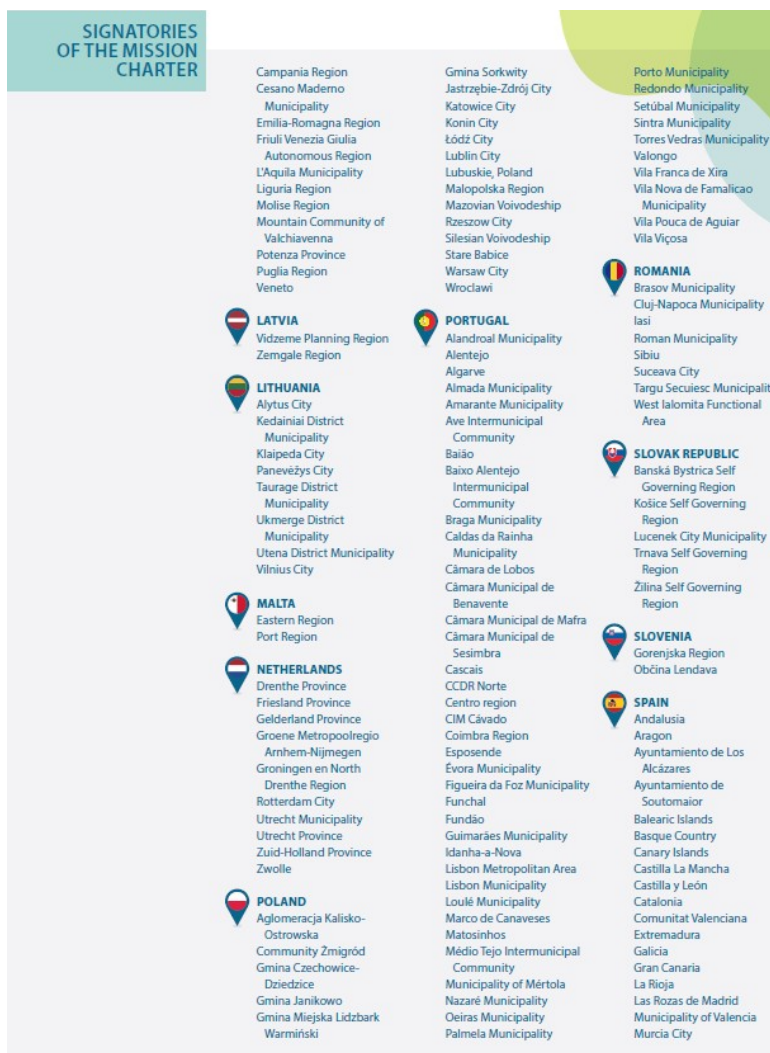 SIGNATORIES
OF THE MISSION
CHARTER
Campania Region
Cesano Maderno
Municipality
Emilia-Romagna Region
Friuli Venezia Giulia
Autonomous Region
L'Aquila Municipality
Liguria Region
Molise Region
Mountain Community of
Valchiavenna
Potenza Province
Puglia Region
Veneto
LATVIA
Vidzeme Planning Region
Zemgale Region
LITHUANIA
Alytus City
Kedainiai District
Municipality
Klaipeda City
Panevėžys City
Taurage District
Municipality
Ukmerge District
Municipality
Utena District Municipality
Vilnius City
MALTA
Eastern Region
Port Region
NETHERLANDS
Drenthe Province
Friesland Province
Gelderland Province
Groene Metropoolregio
Arnhem-Nijmegen
Groningen en North
Drenthe Region
Rotterdam City
Utrecht Municipality
Utrecht Province
Zuid-Holland Province
Zwolle
POLAND
Aglomeracja Kalisko-
Ostrowska
Community Żmigród
Gmina Czechowice-
Dziedzice
Gmina Janikowo
Gmina Miejska Lidzbark
Warmiński
Gmina Sorkwity
Jastrzębie-Zdrój City
Katowice City
Konin City
Łódź City
Lublin City
Lubuskie, Poland
Malopolska Region
Mazovian Voivodeship
Rzeszow City
Silesian Voivodeship
Stare Babice
Warsaw City
Wroclawi
PORTUGAL
Alandroal Municipality
Alentejo
Algarve
Almada Municipality
Amarante Municipality
Ave Intermunicipal
Community
Baião
Baixo Alentejo
Intermunicipal
Community
Braga Municipality
Caldas da Rainha
Municipality
Câmara de Lobos
Câmara Municipal de
Benavente
Câmara Municipal de Mafra
Câmara Municipal de
Sesimbra
Cascais
CCDR Norte
Centro region
CIM Cávado
Coimbra Region
Esposende
Évora Municipality
Figueira da Foz Municipality
Funchal
Fundão
Guimarães Municipality
Idanha-a-Nova
Lisbon Metropolitan Area
Lisbon Municipality
Loulé Municipality
Marco de Canaveses
Matosinhos
Médio Tejo Intermunicipal
Community
Municipality of Mértola
Nazaré Municipality
Oeiras Municipality
Palmela Municipality
Porto Municipality
Redondo Municipality
Setúbal Municipality
Sintra Municipality
Torres Vedras Municipality
Valongo
Vila Franca de Xira
Vila Nova de Famalicao
Municipality
Vila Pouca de Aguiar
Vila Viçosa
ROMANIA
Brasov Municipality
Cluj-Napoca Municipality
Iasi
Roman Municipality
Sibiu
Suceava City
Targu Secuiesc Municipalit
West Ialomita Functional
Area
SLOVAK REPUBLIC
Banská Bystrica Self
Governing Region
Košice Self Governing
Region
Lucenek City Municipality
Trnava Self Governing
Region
Žilina Self Governing
Region
SLOVENIA
Gorenjska Region
Občina Lendava
SPAIN
Andalusia
Aragon
Ayuntamiento de Los
Alcázares
Ayuntamiento de
Soutomaior
Balearic Islands
Basque Country
Canary Islands
Castilla La Mancha
Castilla y León
Catalonia
Comunitat Valenciana
Extremadura
Galicia
Gran Canaria
La Rioja
Las Rozas de Madrid
Municipality of Valencia
Murcia City